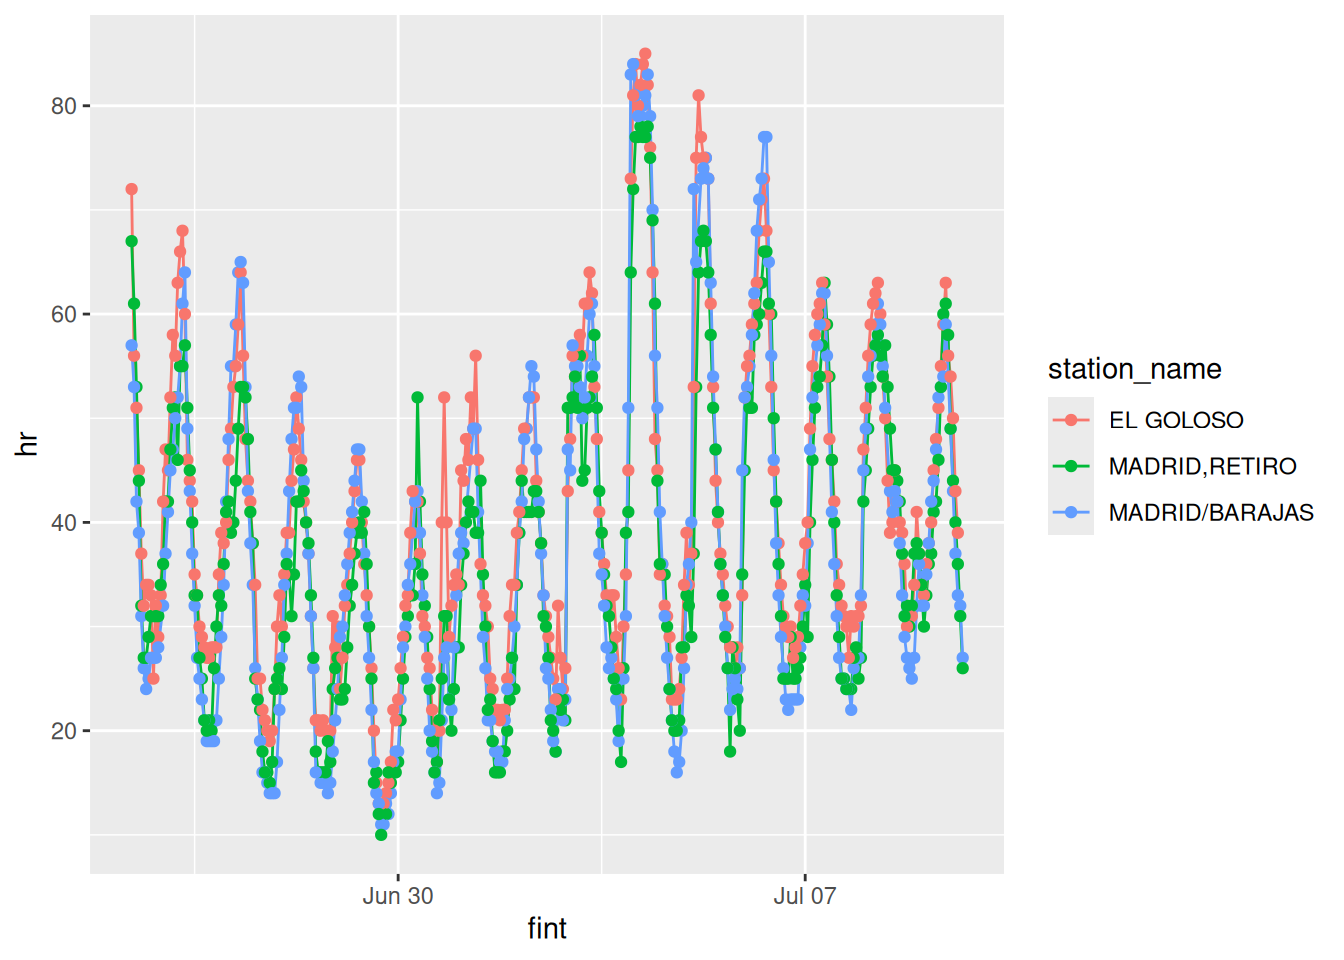 80
60
40
20
hr
Jun 30
Jul 07
fint
station_name
EL GOLOSO
MADRID,RETIRO
MADRID/BARAJAS